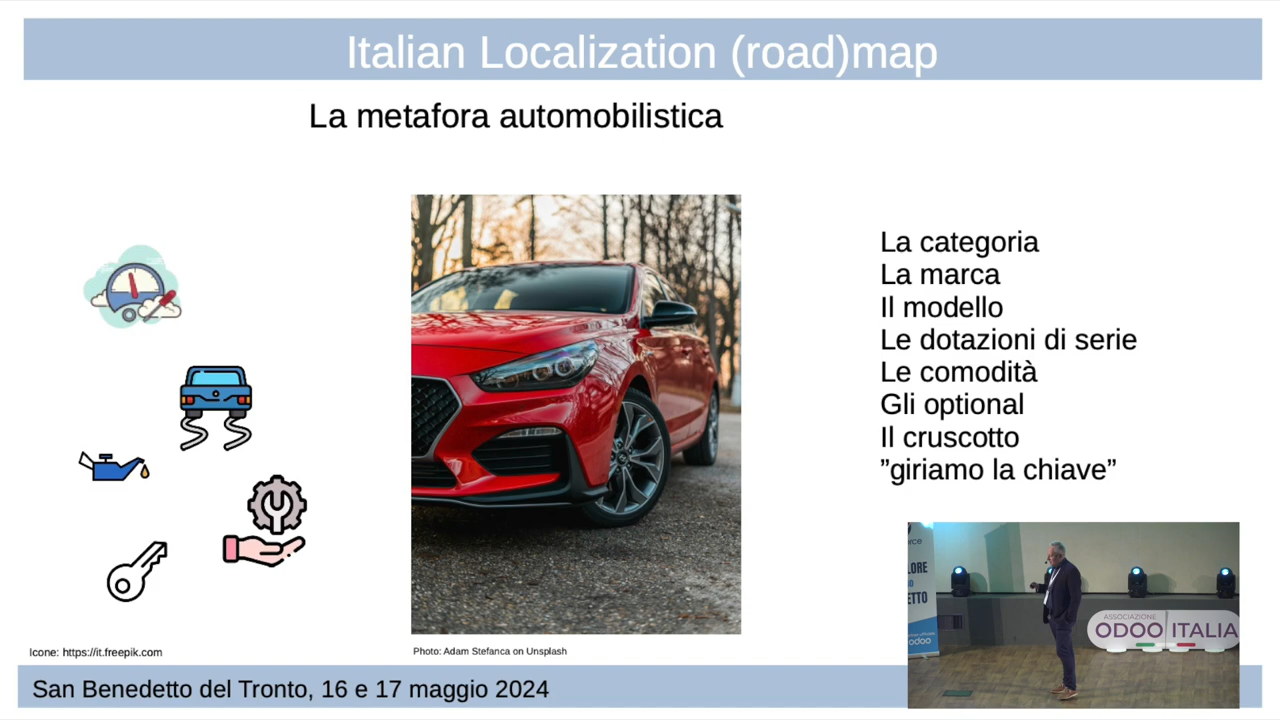 Italian Localization (road)map
La metafora automobilistica
La categoria
La marca
Il modello
Le dotazioni di serie
Le comodità
Gli optional
Il cruscotto
”giriamo la chiave”
Icone: https://it.freepik.com
Photo: Adam Stefanca on Unsplash
San Benedetto del Tronto, 16 e 17 maggio 2024
ASSOCIAZIONE
ODOO ITALIA
odoo